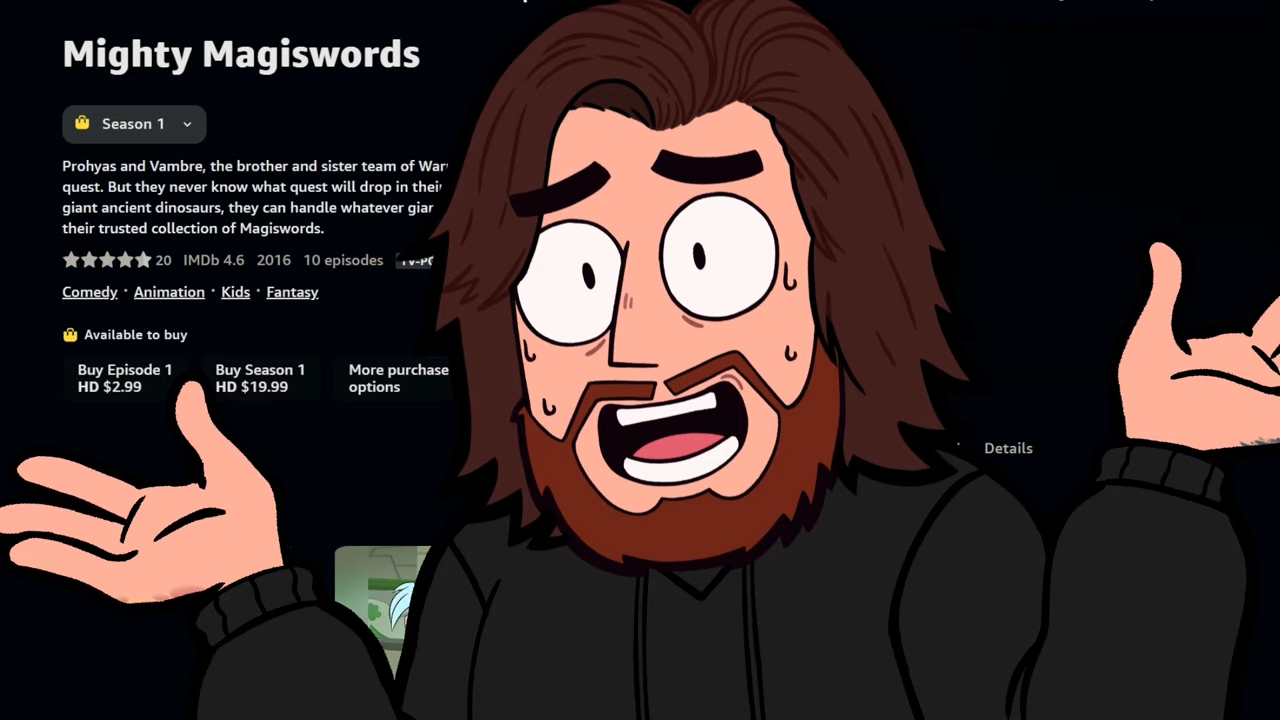 Mighty Magiswords
Season 1
Prohyas and Vambre, the brother and sister team of
quest. But they never know what quest will drop in
giant ancient dinosaurs, they can handle whatever
their trusted collection of Magiswords.
20 IMDb 4.6 2016 10 episodes
Comedy · Animation · Kids · Fantasy
Available to buy
Buy Episode 1
HD $2.99
Buy Season 1
HD $19.99
More purchase
options
Details